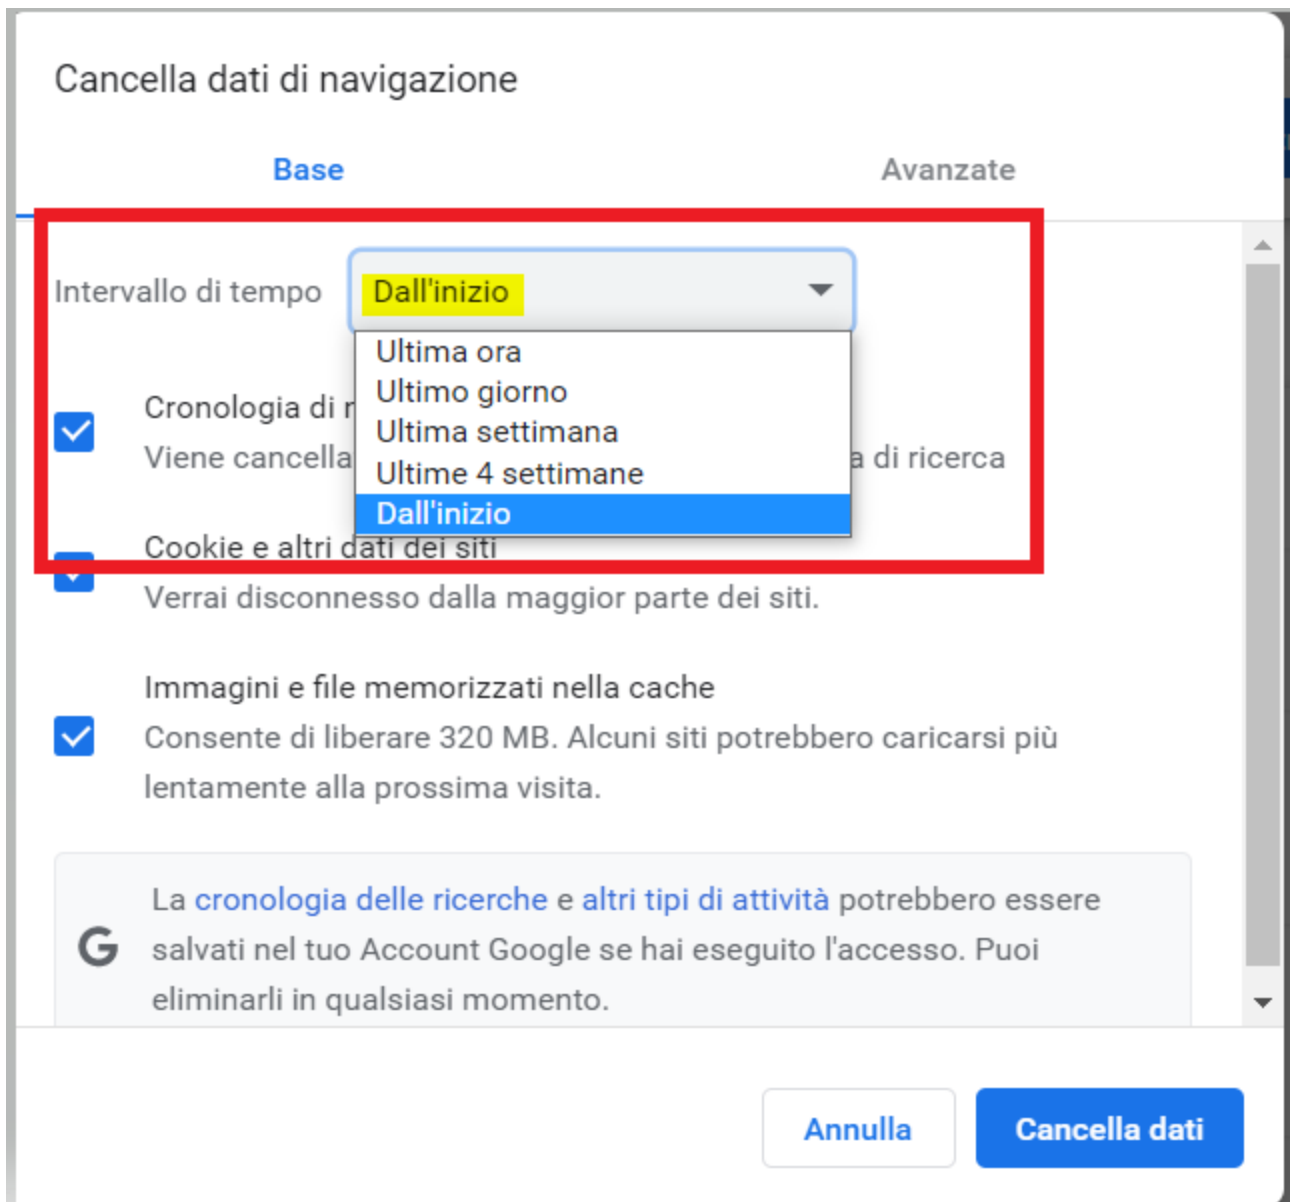 Cancella dati di navigazione
Base
Avanzate
Intervallo di tempo
Dall'inizio
Ultima ora
Ultimo giorno
Ultima settimana
Ultime 4 settimane
Dall'inizio
Cronologia di
Viene a di ricerca
Cookie e altri dati dei siti
Verrai disconnesso dalla maggior parte dei siti.
Immagini e file memorizzati nella cache
Consente di liberare 320 MB. Alcuni siti potrebbero caricarsi più
lentamente alla prossima visita.
G
La cronologia delle ricerche e altri tipi di attività potrebbero essere
salvati nel tuo Account Google se hai eseguito l'accesso. Puoi
eliminarli in qualsiasi momento.
Annulla
Cancella dati